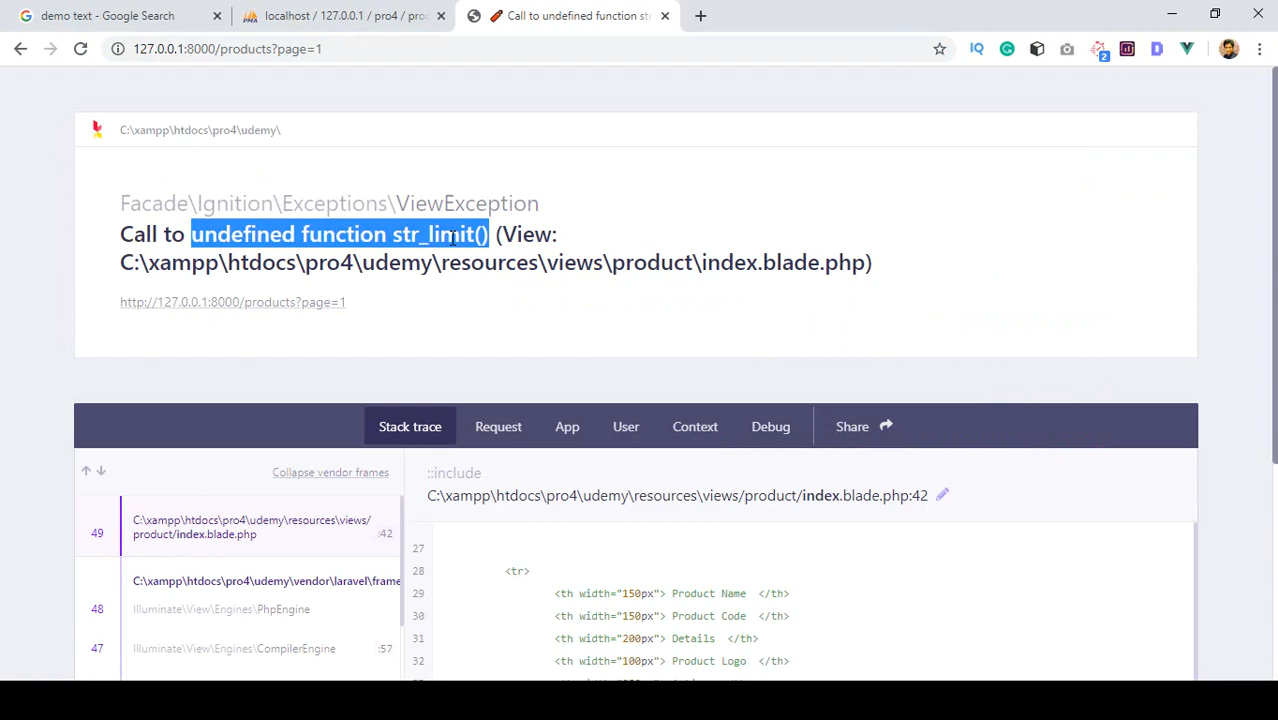 demo text - Google Search
localhost / 127.0.0.1 / pro4 / pro
Call to undefined function str
127.0.0.1:8000/products?page=1
IQ
2
D
C:\xampp\htdocs\pro4\udemy\
Facade\Ignition\Exceptions\ViewException
Call to undefined function str_limit() (View:
C:\xampp\htdocs\pro4\udemy\resources\views\product\index.blade.php)
http://127.0.0.1:8000/products?page=1
Stack trace
Request
App
User
Context
Debug
Share
Collapse vendor frames
::include
C:\xampp\htdocs\pro4\udemy\resources\views/product/index.blade.php:42
49
C:\xampp\htdocs\pro4\udemy\resources\views/
product/index.blade.php
:42
C:\xampp\htdocs\pro4\udemy\vendor\laravel\frame
48
Illuminate\View\Engines\PhpEngine
47
Illuminate\View\Engines\CompilerEngine
:57
27
28 <tr>
29 <th width="150px"> Product Name </th>
30 <th width="150px"> Product Code </th>
31 <th width="200px"> Details </th>
32 <th width="100px"> Product Logo </th>